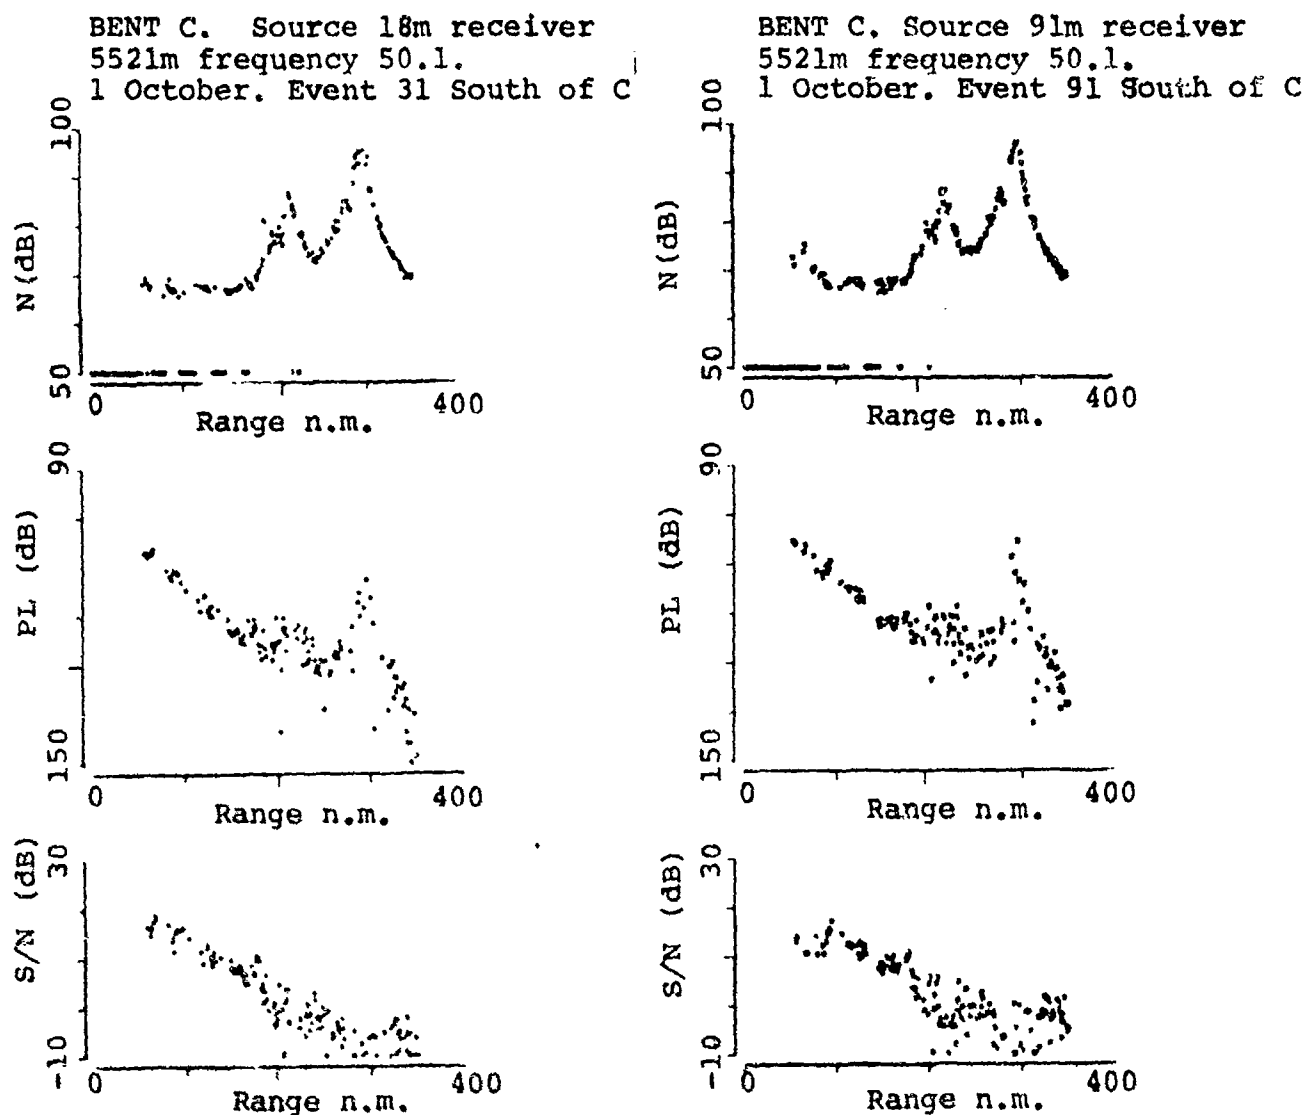 BENT C. Source 18m receiver
5521m frequency 50.1.
1 October. Event 31 South of C
100
N(dB)
50
0
400
Range n.m.
90
PL (dB)
150
0
400
Range n.m.
30
S/N (dB)
-10
0
400
Range n.m.
BENT C. Source 91m receiver
5521m frequency 50.1.
1 October. Event 91 South of C
100
N(dB)
50
0
400
Range n.m.
90
PL (dB)
150
0
400
Range n.m.
30
S/N (dB)
-10
0
400
Range n.m.